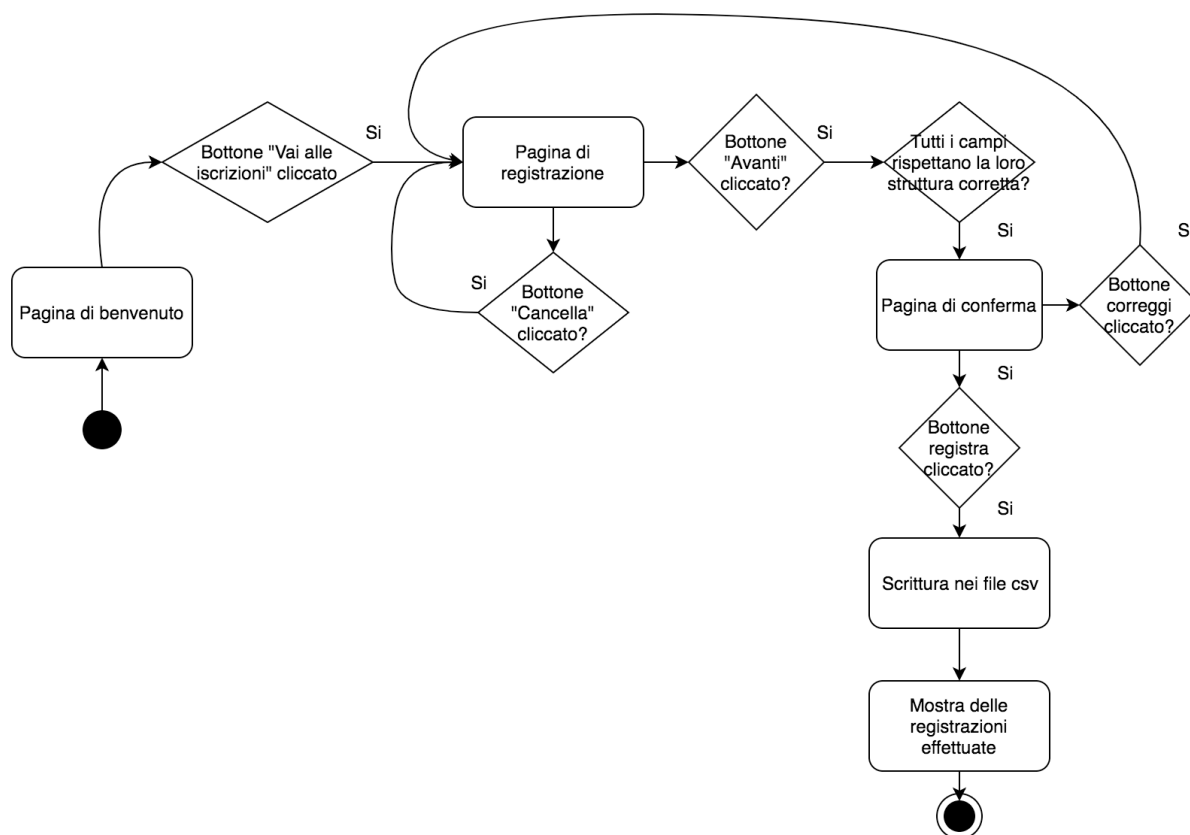 Si
Bottone "Vai alle
iscrizioni" cliccato
Pagina di
registrazione
Bottone
"Avanti"
cliccato?
Si
Tutti i campi
rispettano la loro
struttura corretta?
Si
S
Pagina di benvenuto
Si
Bottone
"Cancella"
cliccato?
Pagina di conferma
Bottone
correggi
cliccato?
Si
Bottone
registra
cliccato?
Si
Scrittura nei file csv
Mostra delle
registrazioni
effettuate